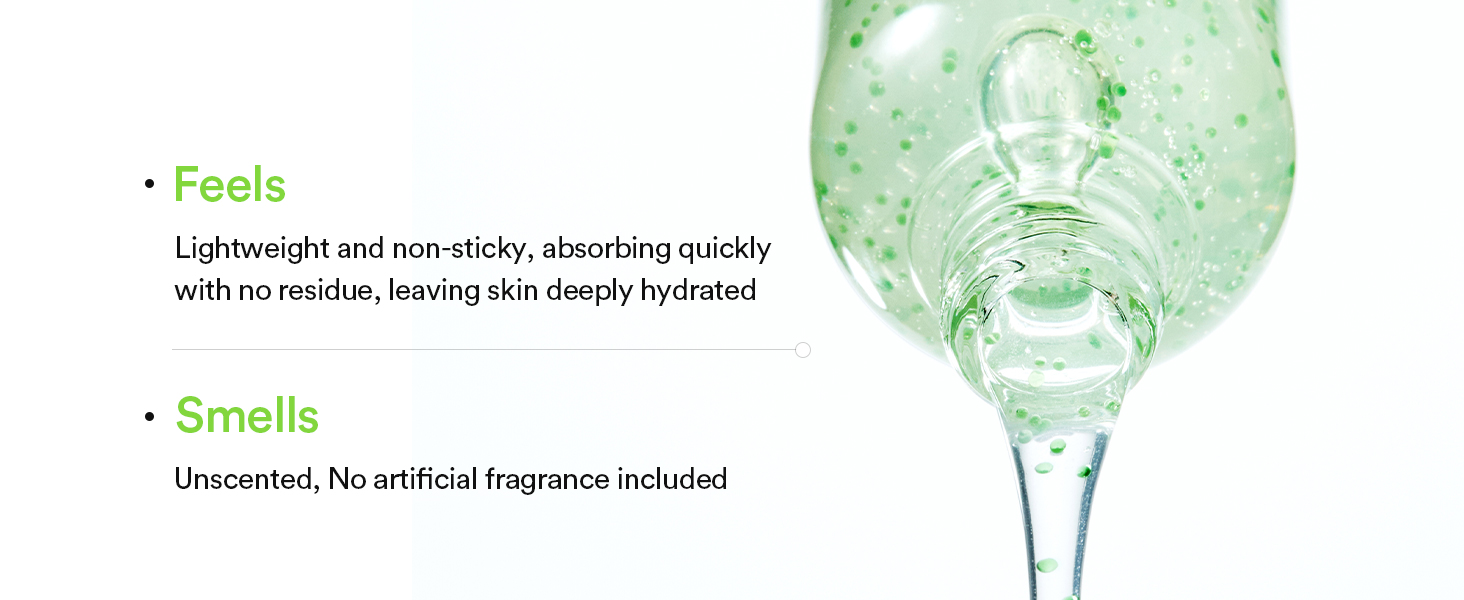 Feels
Lightweight and non-sticky, absorbing quickly
with no residue, leaving skin deeply hydrated
Smells
Unscented, No artificial fragrance included